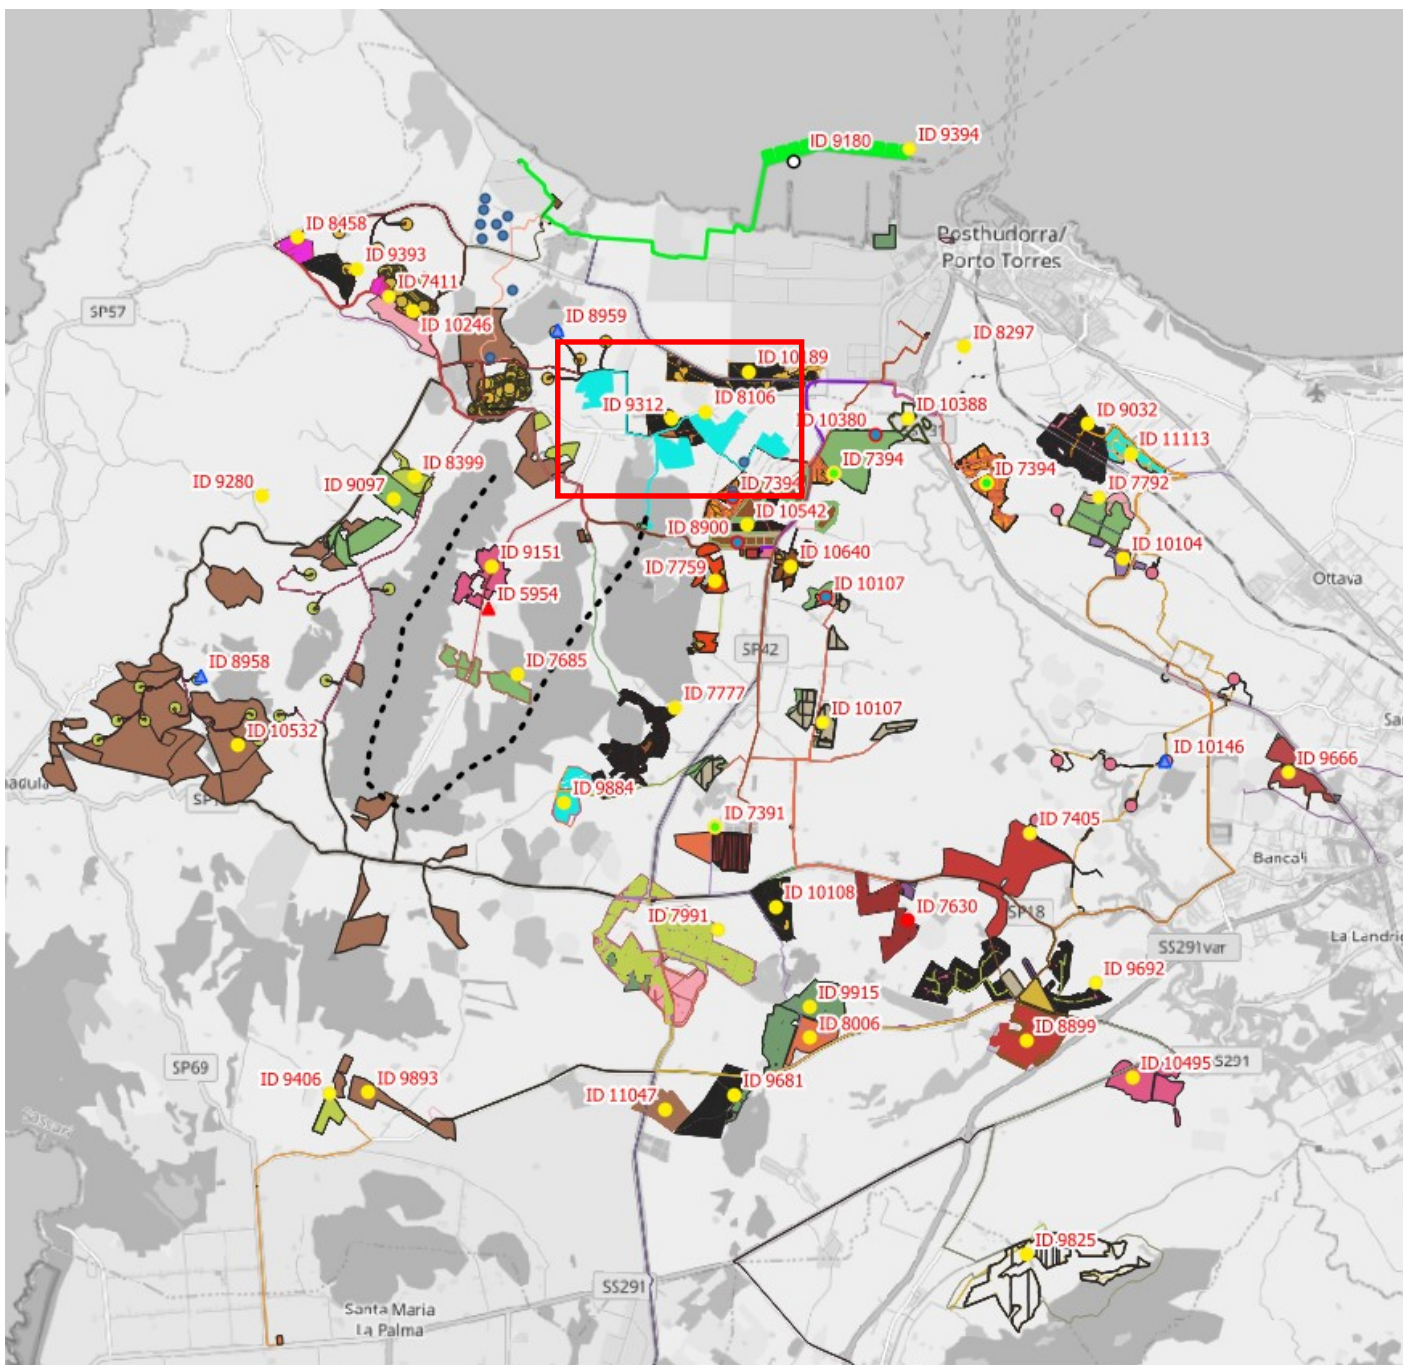 ID 9180
ID 9394
ID 8458
Posthudorra/
Porto Torres
ID 9393
ID 7411
SP57
ID 10246
ID 8959
ID 8297
ID 10189
ID 9312
ID 8106
ID 10380
ID 10388
ID 9032
ID 11113
ID 8399
ID 7394
ID 7394
ID 7394
ID 9280
ID 9097
ID 7792
ID 10542
ID 8900
ID 9151
ID 7759
ID 10640
ID 10104
Ottava
ID 5954
ID 10107
SP42
ID 8958
ID 7685
ID 7777
ID 10107
ID 10532
ID 10146
ID 9666
ID 9884
ID 7391
ID 7405
Bancali
ID 10108
ID 7991
ID 7630
SP18
La Landrig
SS291var
ID 9692
ID 9915
ID 8006
ID 8899
SP69
ID 9406
ID 9893
ID 9681
ID 10495
S291
ID 11047
ID 9825
SS291
Santa Maria
La Palma